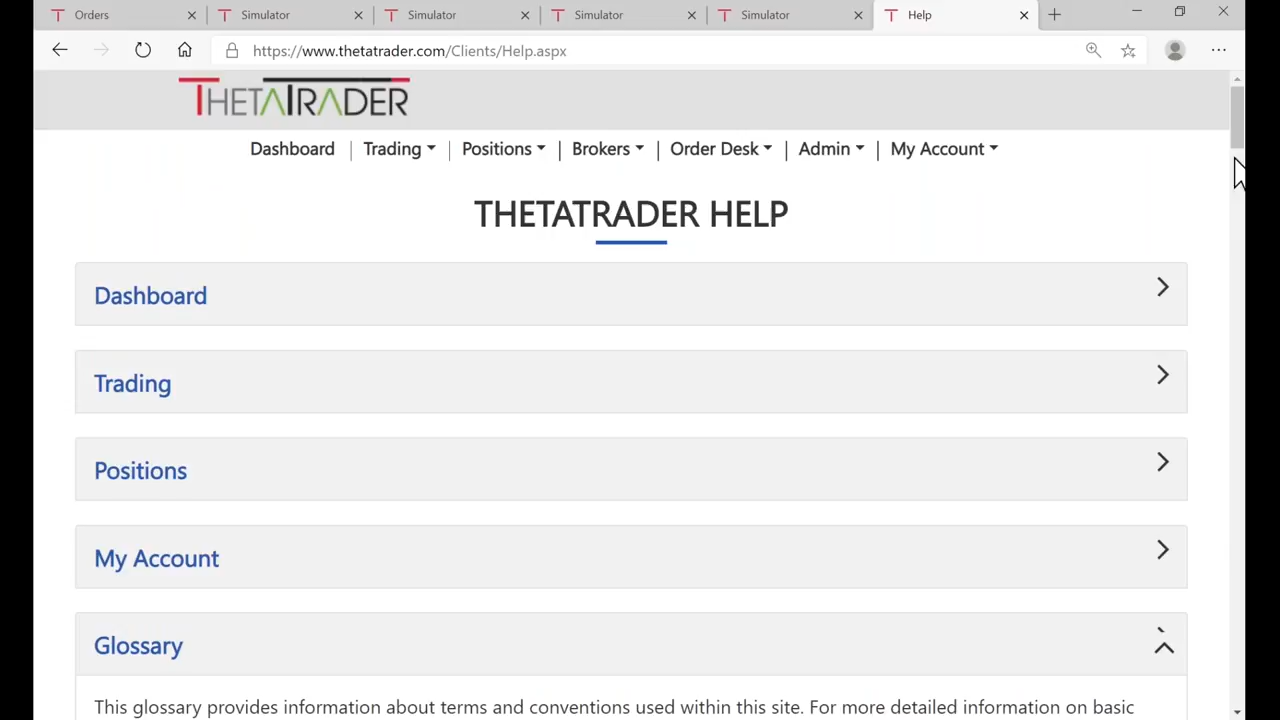 Orders
Simulator
Simulator
Simulator
Simulator
Help
https://www.thetatrader.com/Clients/Help.aspx
THETATRADER
Dashboard | Trading | Positions | Brokers | Order Desk | Admin | My Account
THETATRADER HELP
Dashboard
Trading
Positions
My Account
Glossary
This glossary provides information about terms and conventions used within this site. For more detailed information on basic